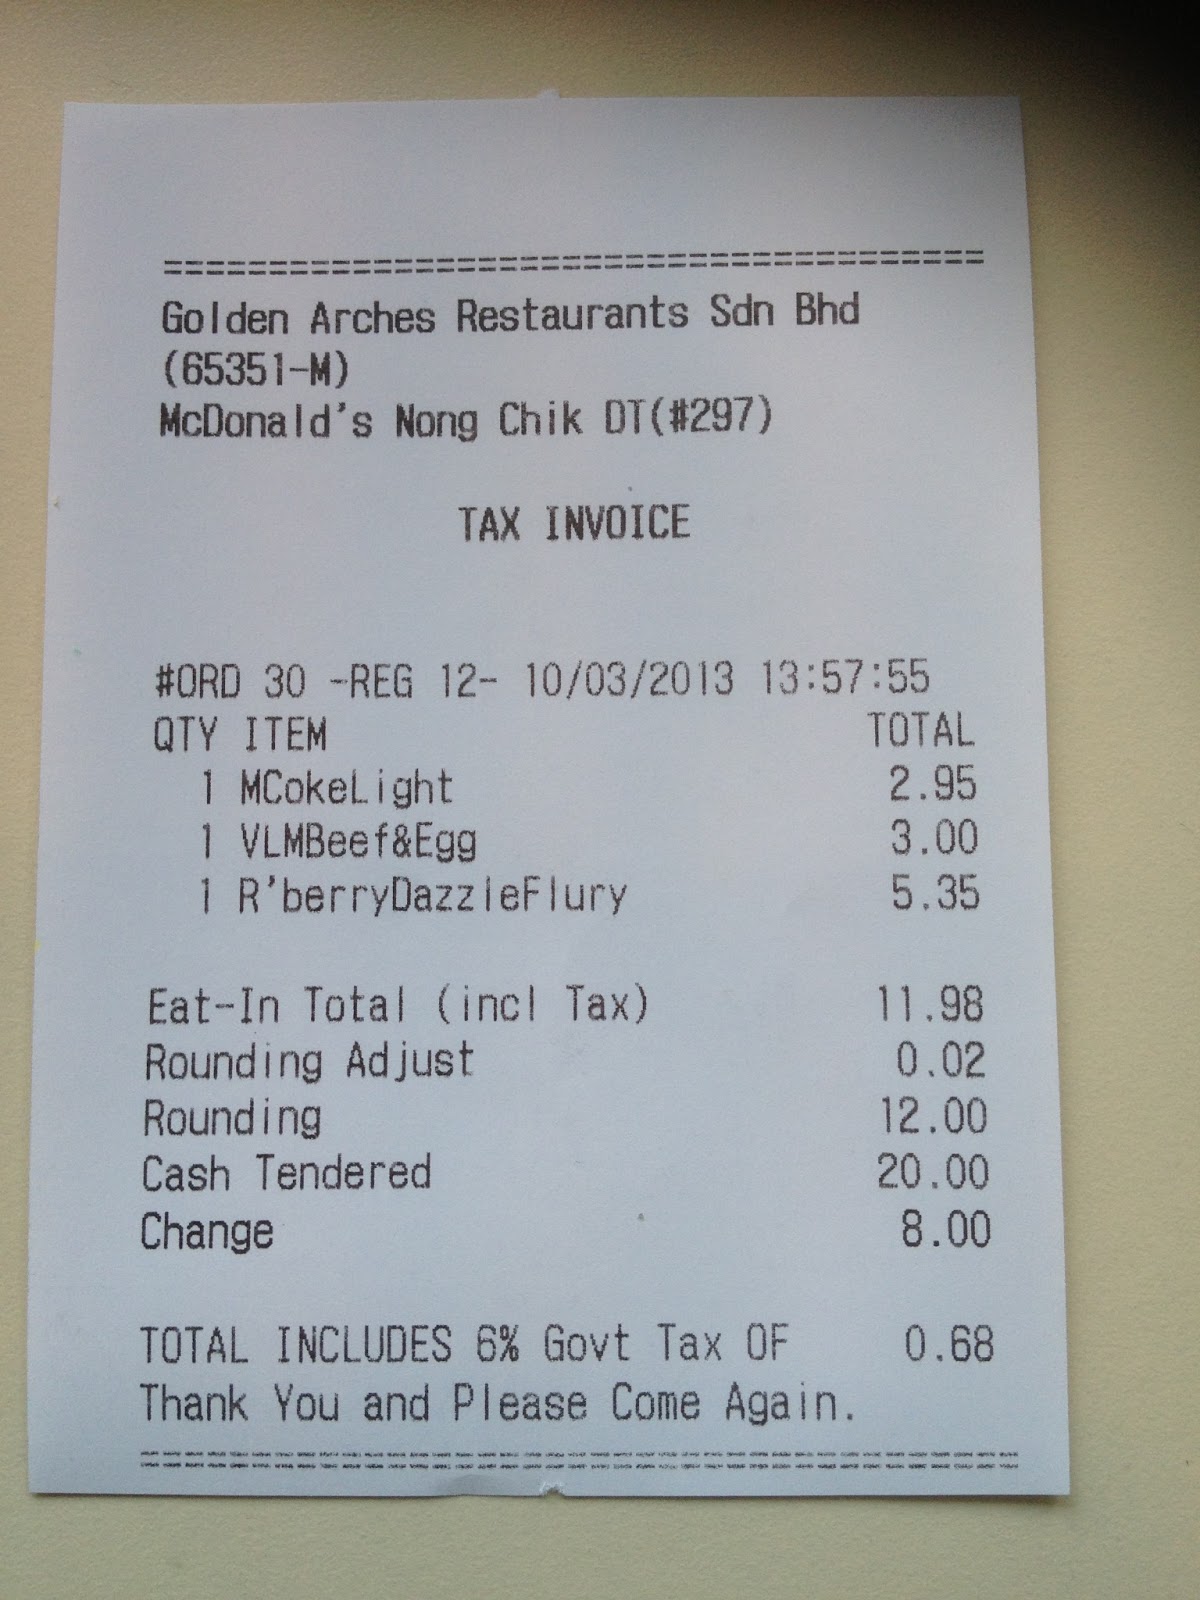 =======================================
Golden Arches Restaurants Sdn Bhd
(65351-M)
McDonald's Nong Chik DT(#297)
TAX INVOICE
#ORD 30 -REG 12- 10/03/2013 13:57:55
QTY ITEM TOTAL
1 MCokeLight 2.95
1 VLMBeef&Egg 3.00
1 R'berryDazzleFlury 5.35
Eat-In Total (incl Tax) 11.98
Rounding Adjust 0.02
Rounding 12.00
Cash Tendered 20.00
Change 8.00
TOTAL INCLUDES 6% Govt Tax OF 0.68
Thank You and Please Come Again.
=======================================